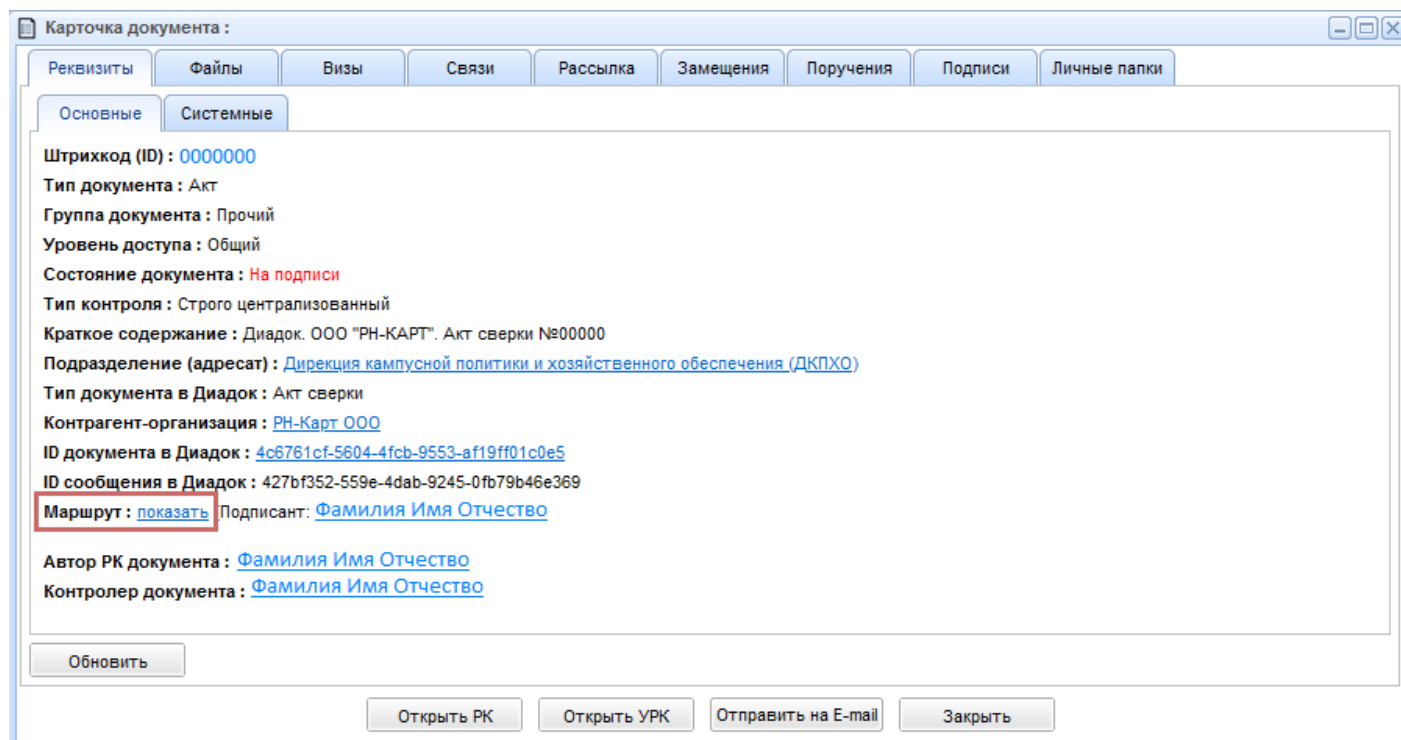 Карточка документа :
Реквизиты Файлы Визы Связи Рассылка Замещения Поручения Подписи Личные папки
Основные Системные
Штрихкод (ID) : 0000000
Тип документа : Акт
Группа документа : Прочий
Уровень доступа : Общий
Состояние документа : На подписи
Тип контроля : Строго централизованный
Краткое содержание : Диадок. ООО "РН-КАРТ". Акт сверки №00000
Подразделение (адресат) : Дирекция кампусной политики и хозяйственного обеспечения (ДКПХО)
Тип документа в Диадок : Акт сверки
Контрагент-организация : РН-Карт ООО
ID документа в Диадок : 4c6761cf-5604-4fcb-9553-af19ff01c0e5
ID сообщения в Диадок : 427bf352-559e-4dab-9245-0fb79b46e369
Маршрут : показать (Подписант: Фамилия Имя Отчество
Автор РК документа : Фамилия Имя Отчество
Контролер документа : Фамилия Имя Отчество
Обновить
Открыть РК Открыть УРК Отправить на E-mail Закрыть